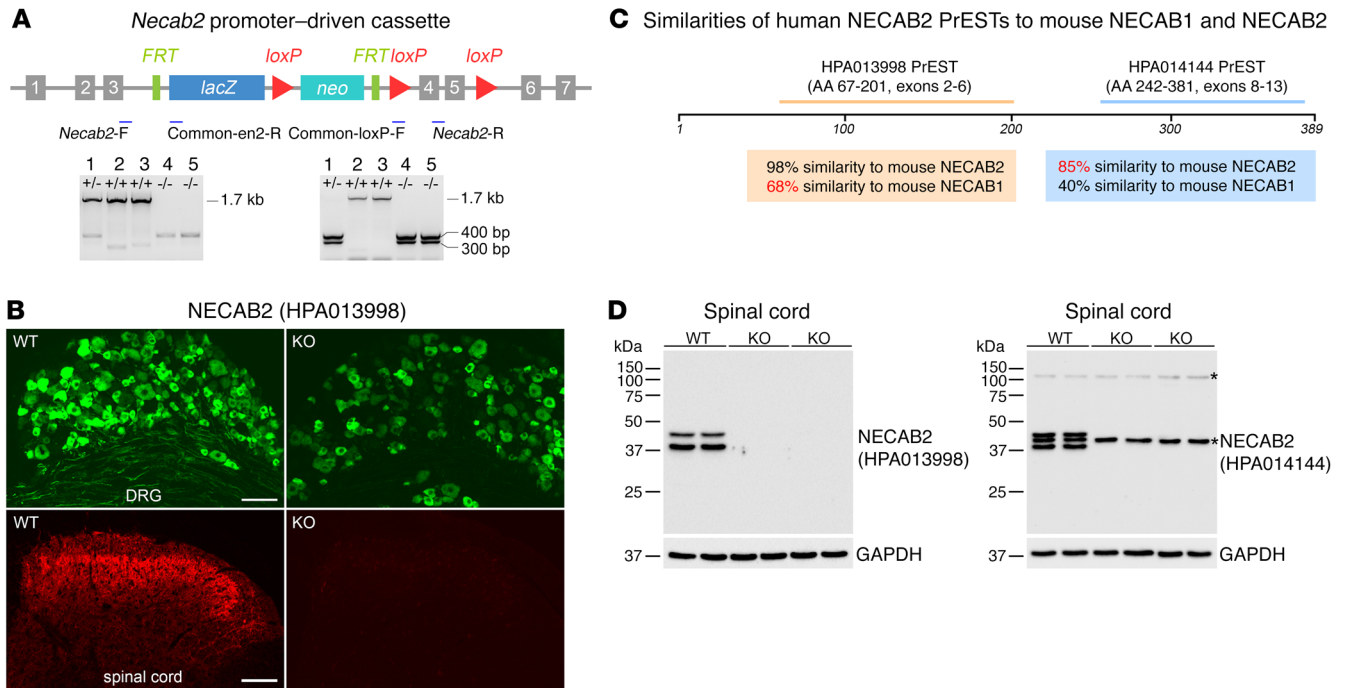 A
Necab2 promoter–driven cassette
FRT
loxP
FRT
loxP
loxP
1
2
3
lacZ
neo
4
5
6
7
Necab2-F
Common-en2-R
Common-loxP-F
Necab2-R
1 2 3 4 5
+/- +/+ +/+ -/- -/-
1.7 kb
1 2 3 4 5
+/- +/+ +/+ -/- -/-
1.7 kb
400 bp
300 bp
B
NECAB2 (HPA013998)
WT
KO
DRG
WT
KO
spinal cord
C
Similarities of human NECAB2 PrESTs to mouse NECAB1 and NECAB2
HPA013998 PrEST
(AA 67-201, exons 2-6)
HPA014144 PrEST
(AA 242-381, exons 8-13)
1 100 200 300 389
98% similarity to mouse NECAB2
68% similarity to mouse NECAB1
85% similarity to mouse NECAB2
40% similarity to mouse NECAB1
D
Spinal cord
WT KO KO
kDa
150
100
75
50
37
25
NECAB2
(HPA013998)
37
GAPDH
Spinal cord
WT KO KO
kDa
150
100
75
50
37
25
*
*NECAB2
(HPA014144)
37
GAPDH